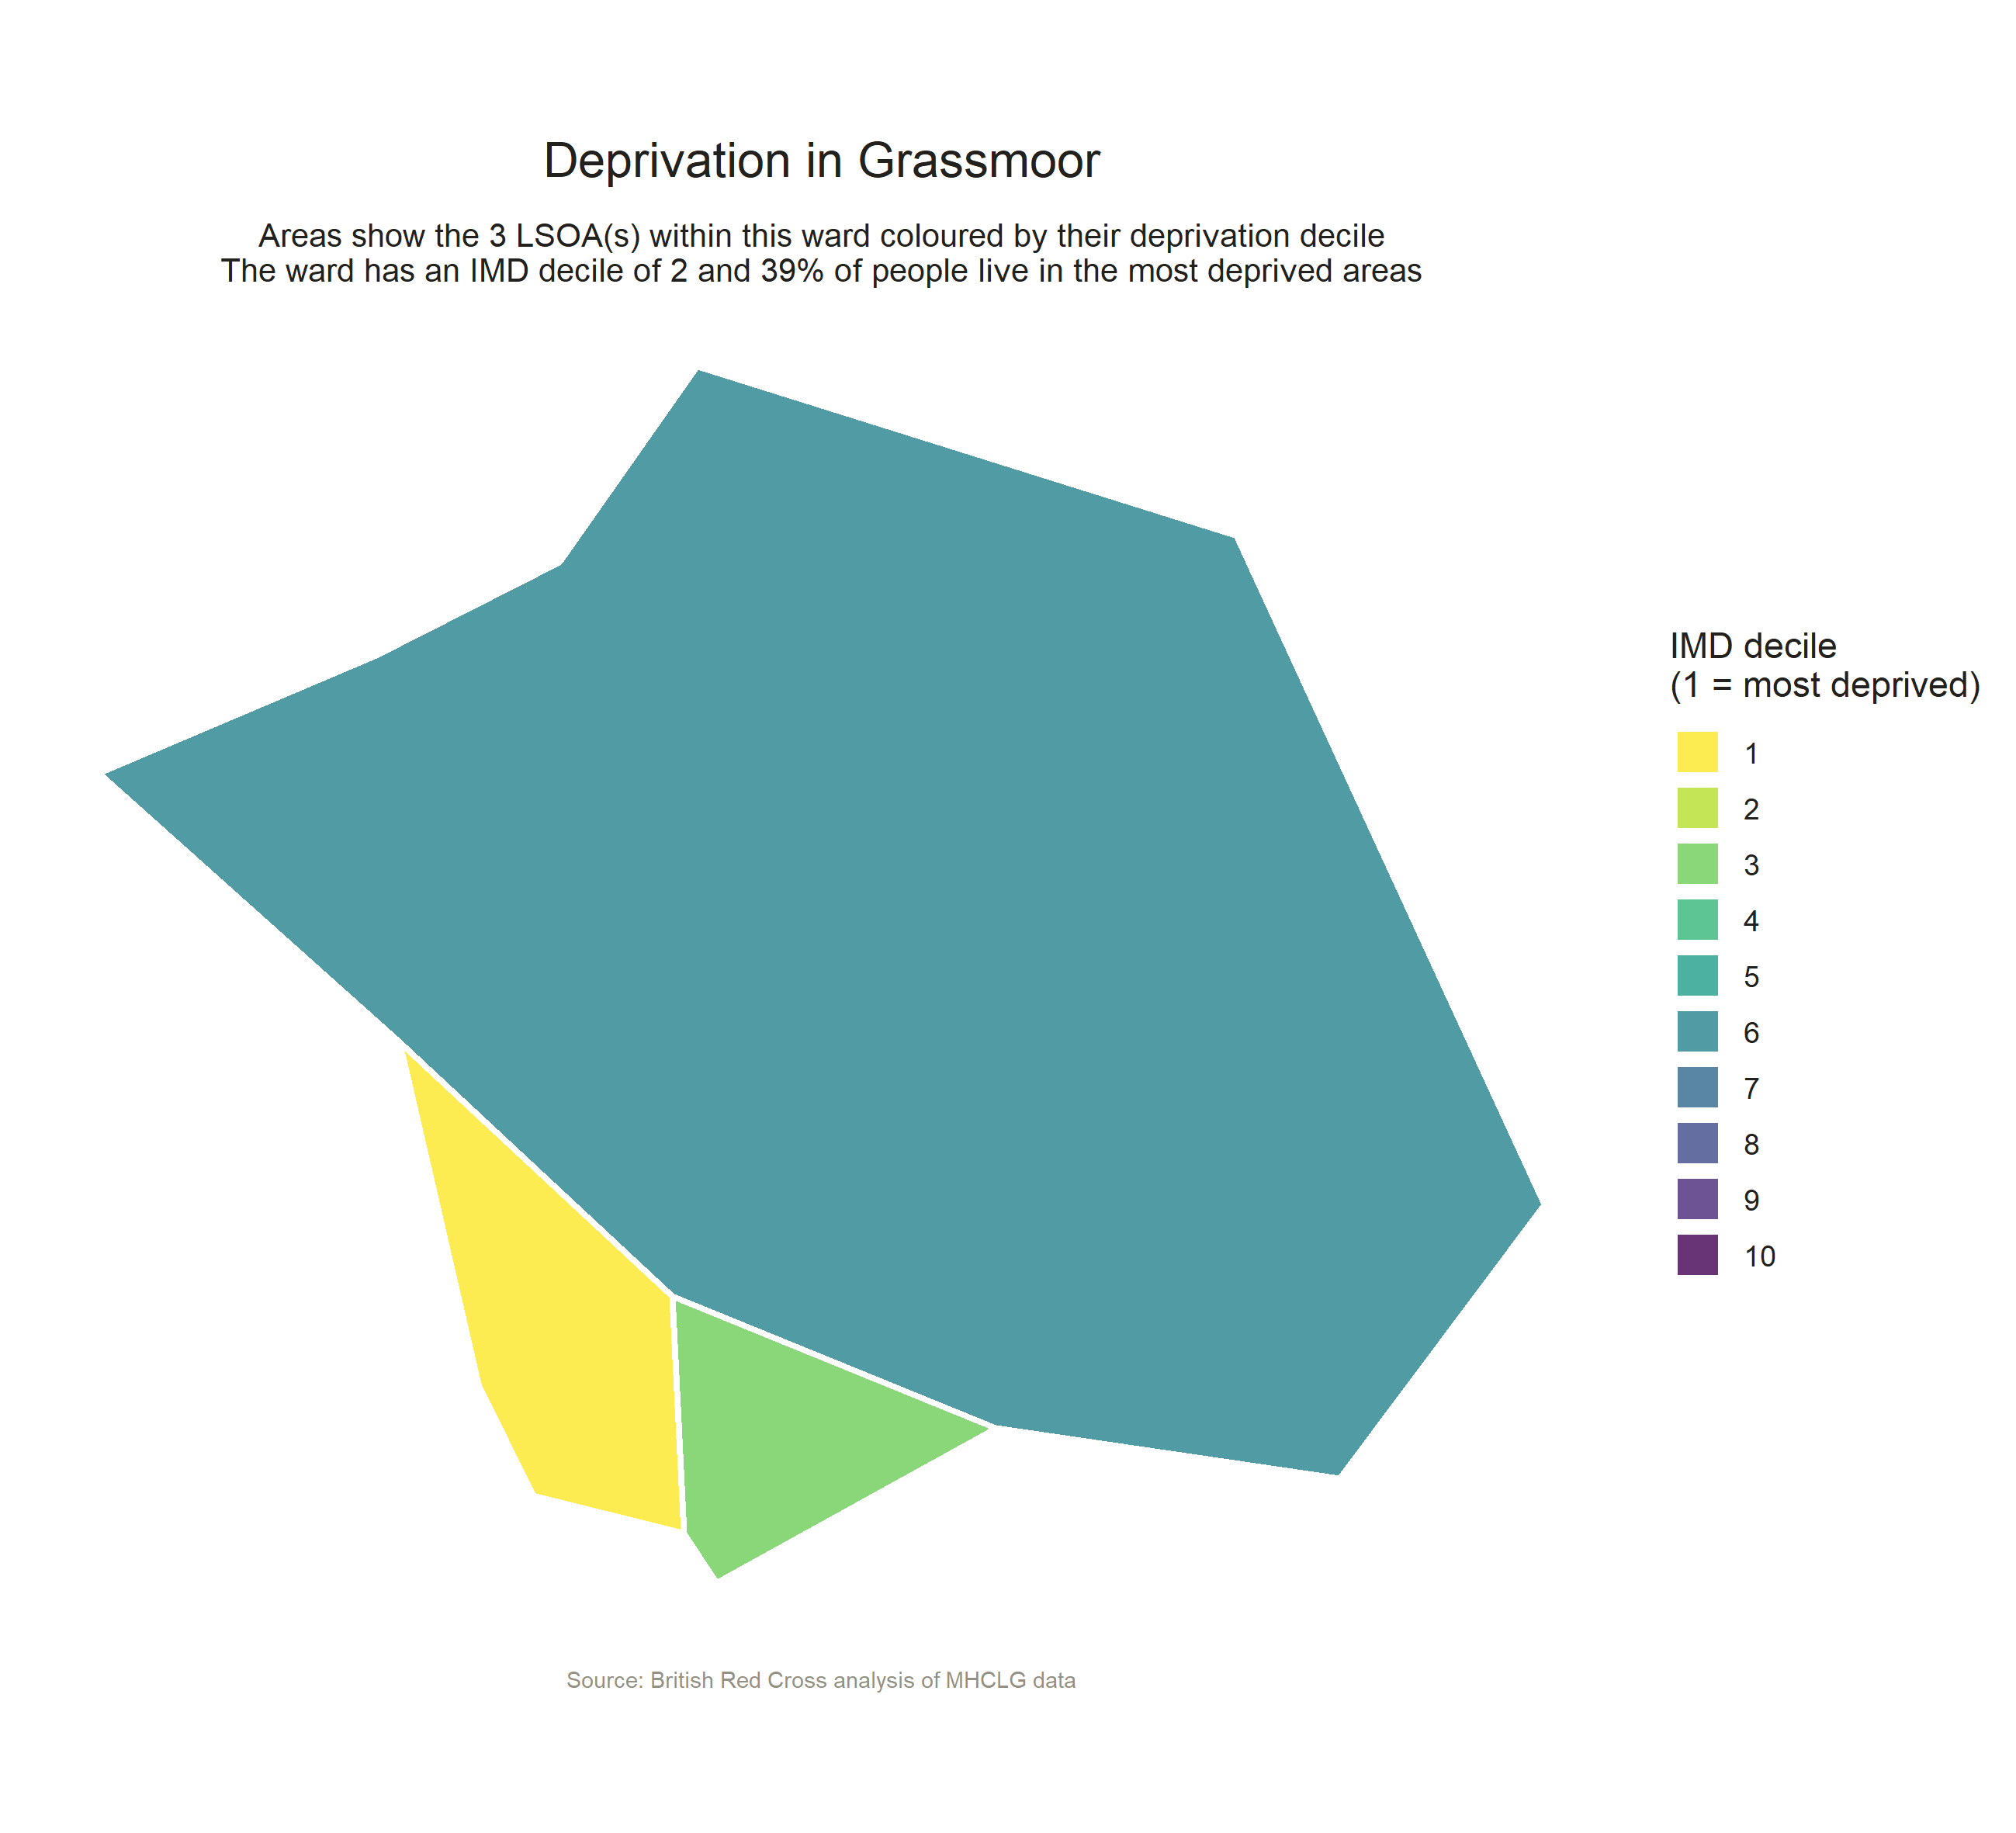 Deprivation in Grassmoor
Areas show the 3 LSOA(s) within this ward coloured by their deprivation decile
The ward has an IMD decile of 2 and 39% of people live in the most deprived areas
IMD decile
(1 = most deprived)
1
2
3
4
5
6
7
8
9
10
Source: British Red Cross analysis of MHCLG data